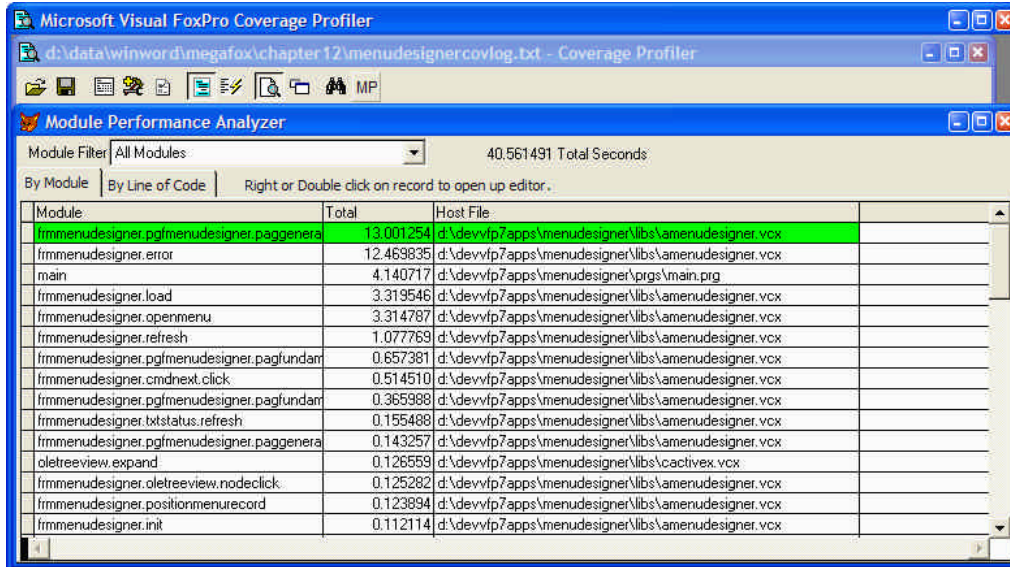 Microsoft Visual FoxPro Coverage Profiler
d:\data\winword\megafox\chapter12\menudesignercovlog.txt - Coverage Profiler
MP
Module Performance Analyzer
Module Filter All Modules 40.561491 Total Seconds
By Module By Line of Code Right or Double click on record to open up editor.
Module Total Host File
frmmenudesigner.pgfmenudesigner.paggenera 13.001254 d:\devvfp7apps\menudesigner\libs\amenudesigner.vcx
frmmenudesigner.error 12.469835 d:\devvfp7apps\menudesigner\libs\amenudesigner.vcx
main 4.140717 d:\devvfp7apps\menudesigner\prgs\main.prg
frmmenudesigner.load 3.319546 d:\devvfp7apps\menudesigner\libs\amenudesigner.vcx
frmmenudesigner.openmenu 3.314787 d:\devvfp7apps\menudesigner\libs\amenudesigner.vcx
frmmenudesigner.refresh 1.077769 d:\devvfp7apps\menudesigner\libs\amenudesigner.vcx
frmmenudesigner.pgfmenudesigner.pagfundam 0.657381 d:\devvfp7apps\menudesigner\libs\amenudesigner.vcx
frmmenudesigner.cmdnext.click 0.514510 d:\devvfp7apps\menudesigner\libs\amenudesigner.vcx
frmmenudesigner.pgfmenudesigner.pagfundam 0.365988 d:\devvfp7apps\menudesigner\libs\amenudesigner.vcx
frmmenudesigner.txtstatus.refresh 0.155488 d:\devvfp7apps\menudesigner\libs\amenudesigner.vcx
frmmenudesigner.pgfmenudesigner.paggenera 0.143257 d:\devvfp7apps\menudesigner\libs\amenudesigner.vcx
oletreeview.expand 0.126559 d:\devvfp7apps\menudesigner\libs\cactivex.vcx
frmmenudesigner.oletreeview.nodeclick 0.125282 d:\devvfp7apps\menudesigner\libs\amenudesigner.vcx
frmmenudesigner.positionmenurecord 0.123894 d:\devvfp7apps\menudesigner\libs\amenudesigner.vcx
frmmenudesigner.init 0.112114 d:\devvfp7apps\menudesigner\libs\amenudesigner.vcx